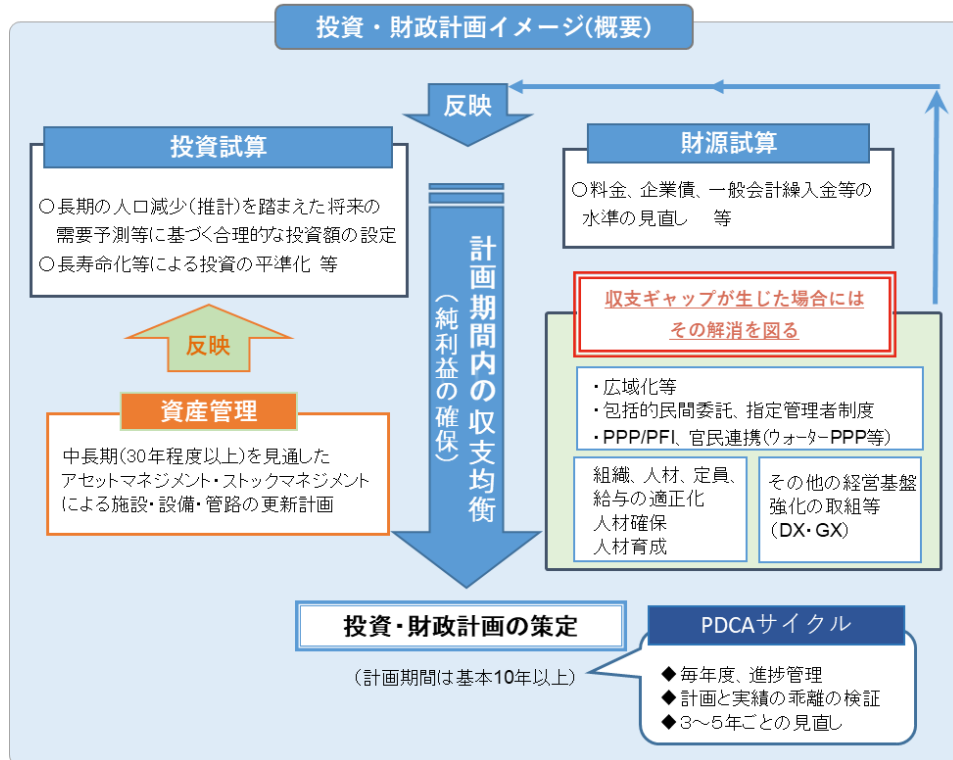 投資・財政計画イメージ(概要)
反映
投資試算
○長期の人口減少(推計)を踏まえた将来の
需要予測等に基づく合理的な投資額の設定
○長寿命化等による投資の平準化 等
財源試算
○料金、企業債、一般会計繰入金等の
水準の見直し 等
計画期間内の収支均衡
(純利益の確保)
反映
資産管理
中長期(30年程度以上)を見通した
アセットマネジメント・ストックマネジメント
による施設・設備・管路の更新計画
収支ギャップが生じた場合には
その解消を図る
・広域化等
・包括的民間委託、指定管理者制度
・PPP/PFI、官民連携(ウォーターPPP等)
組織、人材、定員、
給与の適正化
人材確保
人材育成
その他の経営基盤
強化の取組等
(DX・GX)
投資・財政計画の策定
(計画期間は基本10年以上)
PDCAサイクル
◆毎年度、進捗管理
◆計画と実績の乖離の検証
◆3～5年ごとの見直し